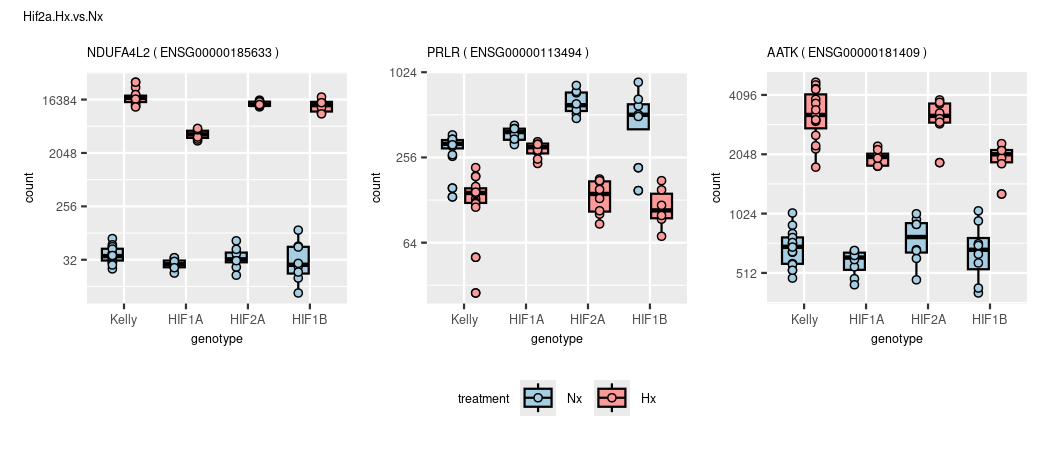 Hif2a.Hx.vs.Nx
NDUFA4L2 ( ENSG00000185633 )
count
16384
2048
256
32
Kelly HIF1A HIF2A HIF1B
genotype
PRLR ( ENSG00000113494 )
count
1024
256
64
Kelly HIF1A HIF2A HIF1B
genotype
AATK ( ENSG00000181409 )
count
4096
2048
1024
512
Kelly HIF1A HIF2A HIF1B
genotype
treatment Nx Hx